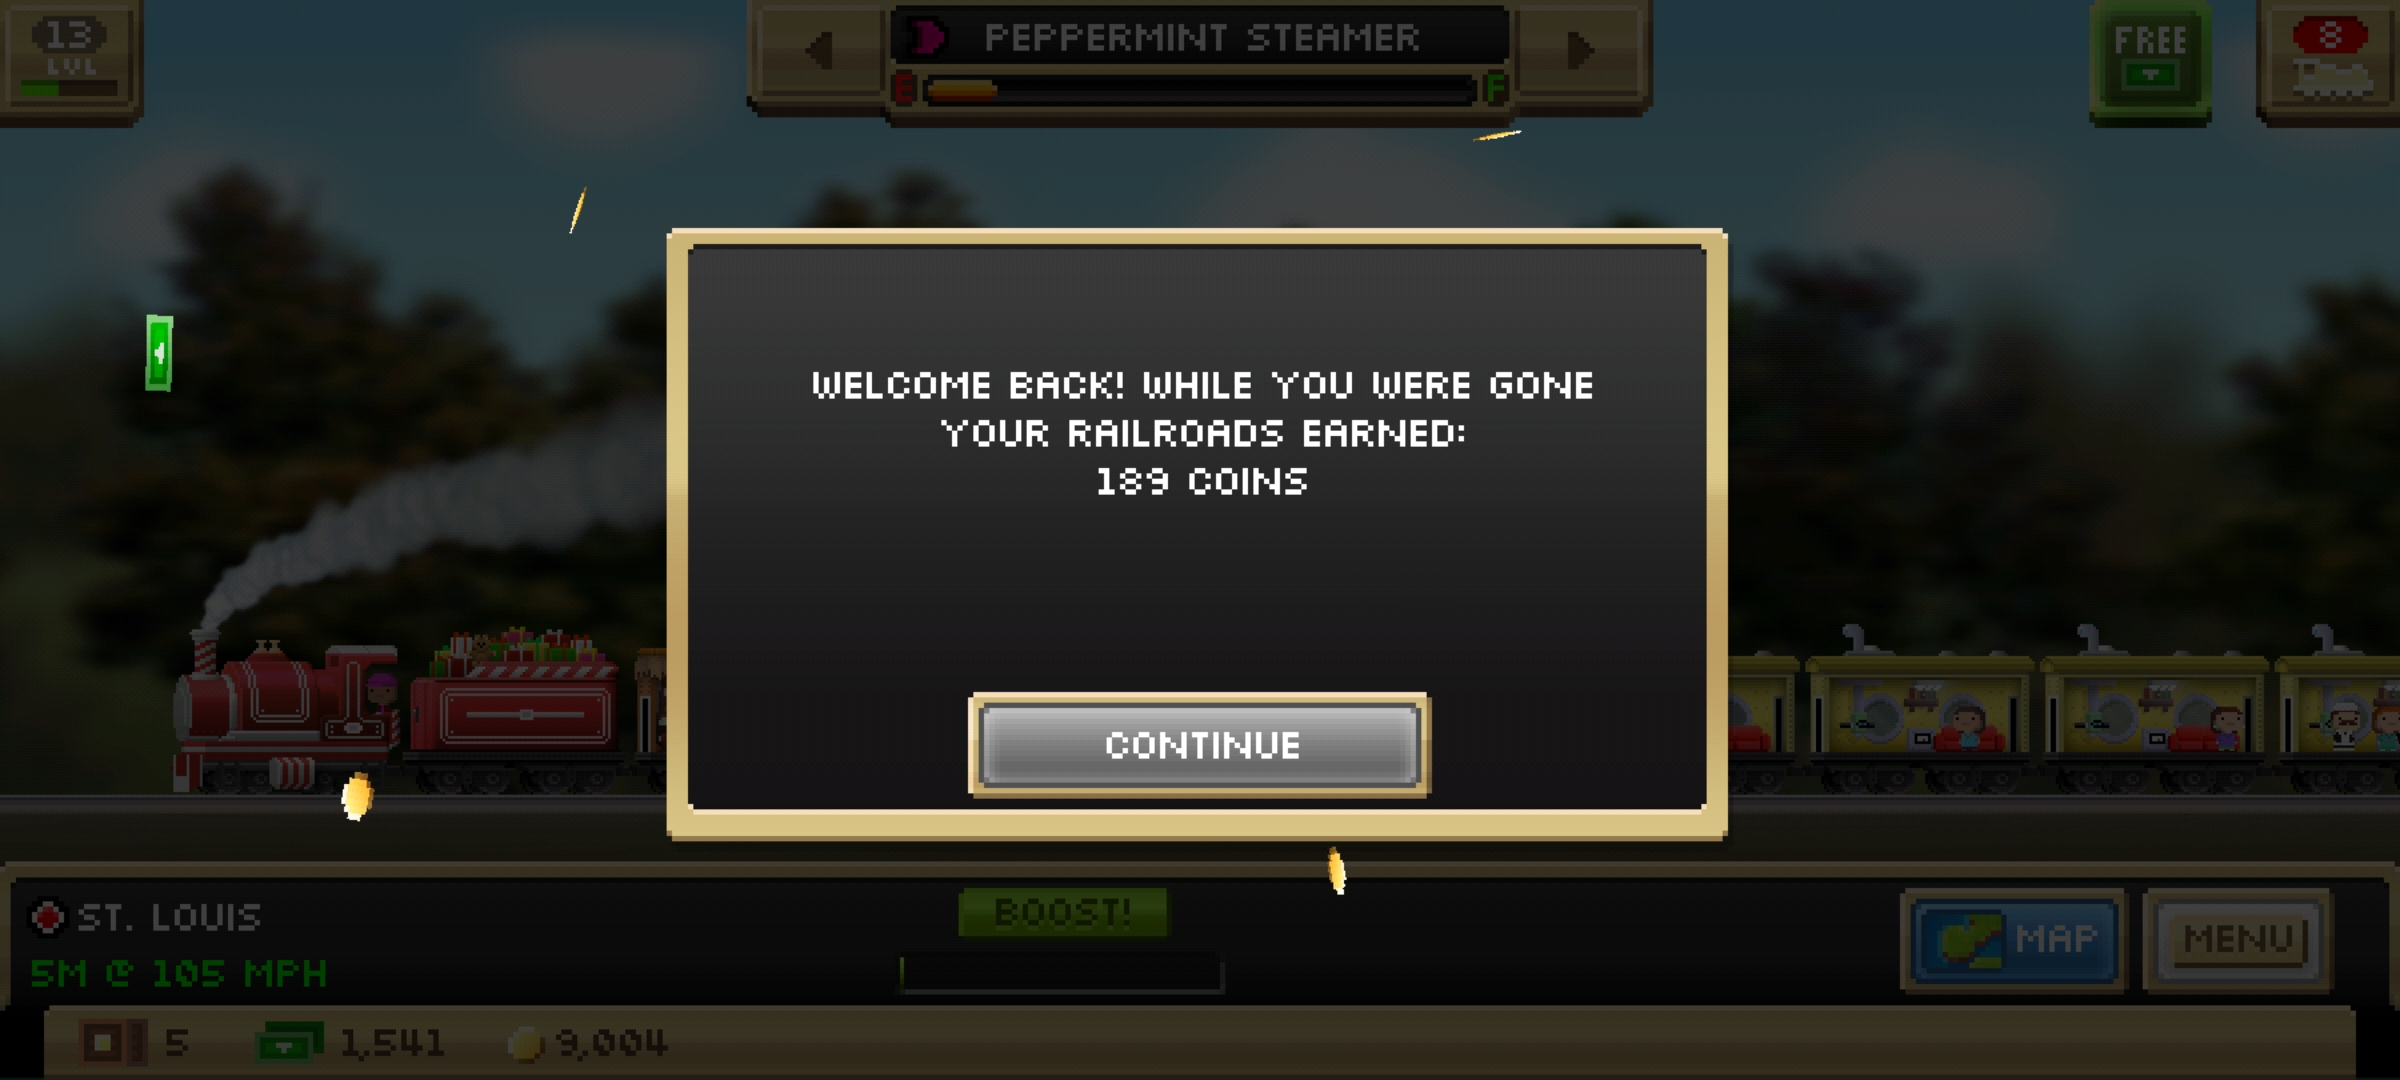 13
LVL
PEPPERMINT STEAMER
E F
FREE
8
WELCOME BACK! WHILE YOU WERE GONE
YOUR RAILROADS EARNED:
189 COINS
CONTINUE
ST. LOUIS
5M @ 105 MPH
BOOST!
MAP
MENU
5 1,541 9,004